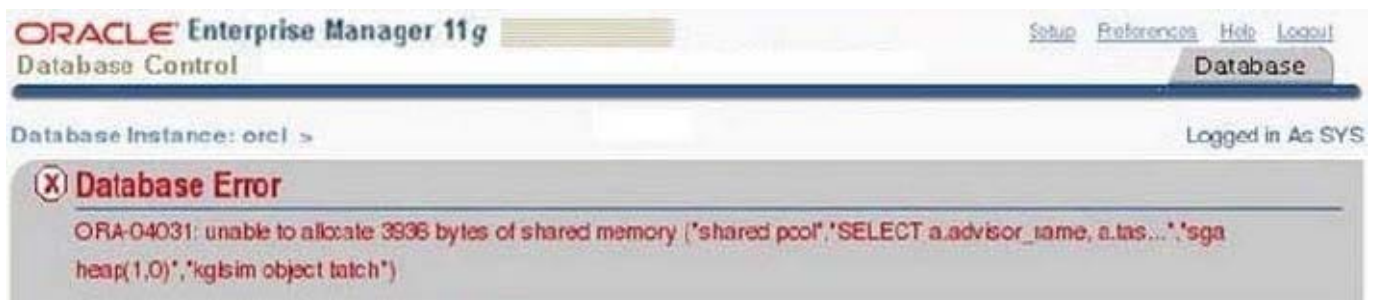 ORACLE Enterprise Manager 11g
Database Control
Setup Preferences Help Logout
Database
Database Instance: orcl >
Logged in As SYS
Database Error
ORA-04031: unable to allocate 3936 bytes of shared memory ("shared pool","SELECT a.advisor_name, a.tas...","sga
heap(1,0)","kglsim object batch")